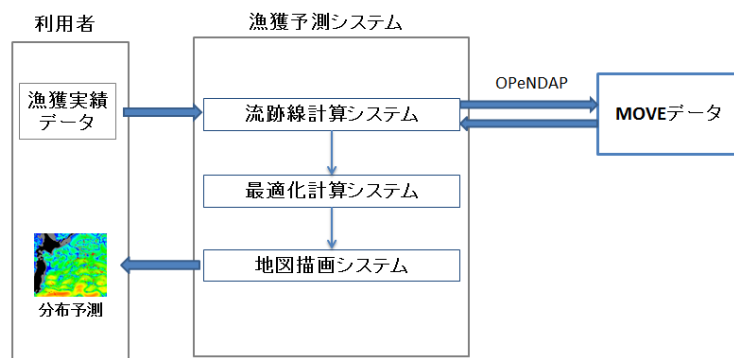 利用者
漁獲予測システム
漁獲実績
データ
流跡線計算システム
OPeNDAP
MOVEデータ
最適化計算システム
地図描画システム
分布予測